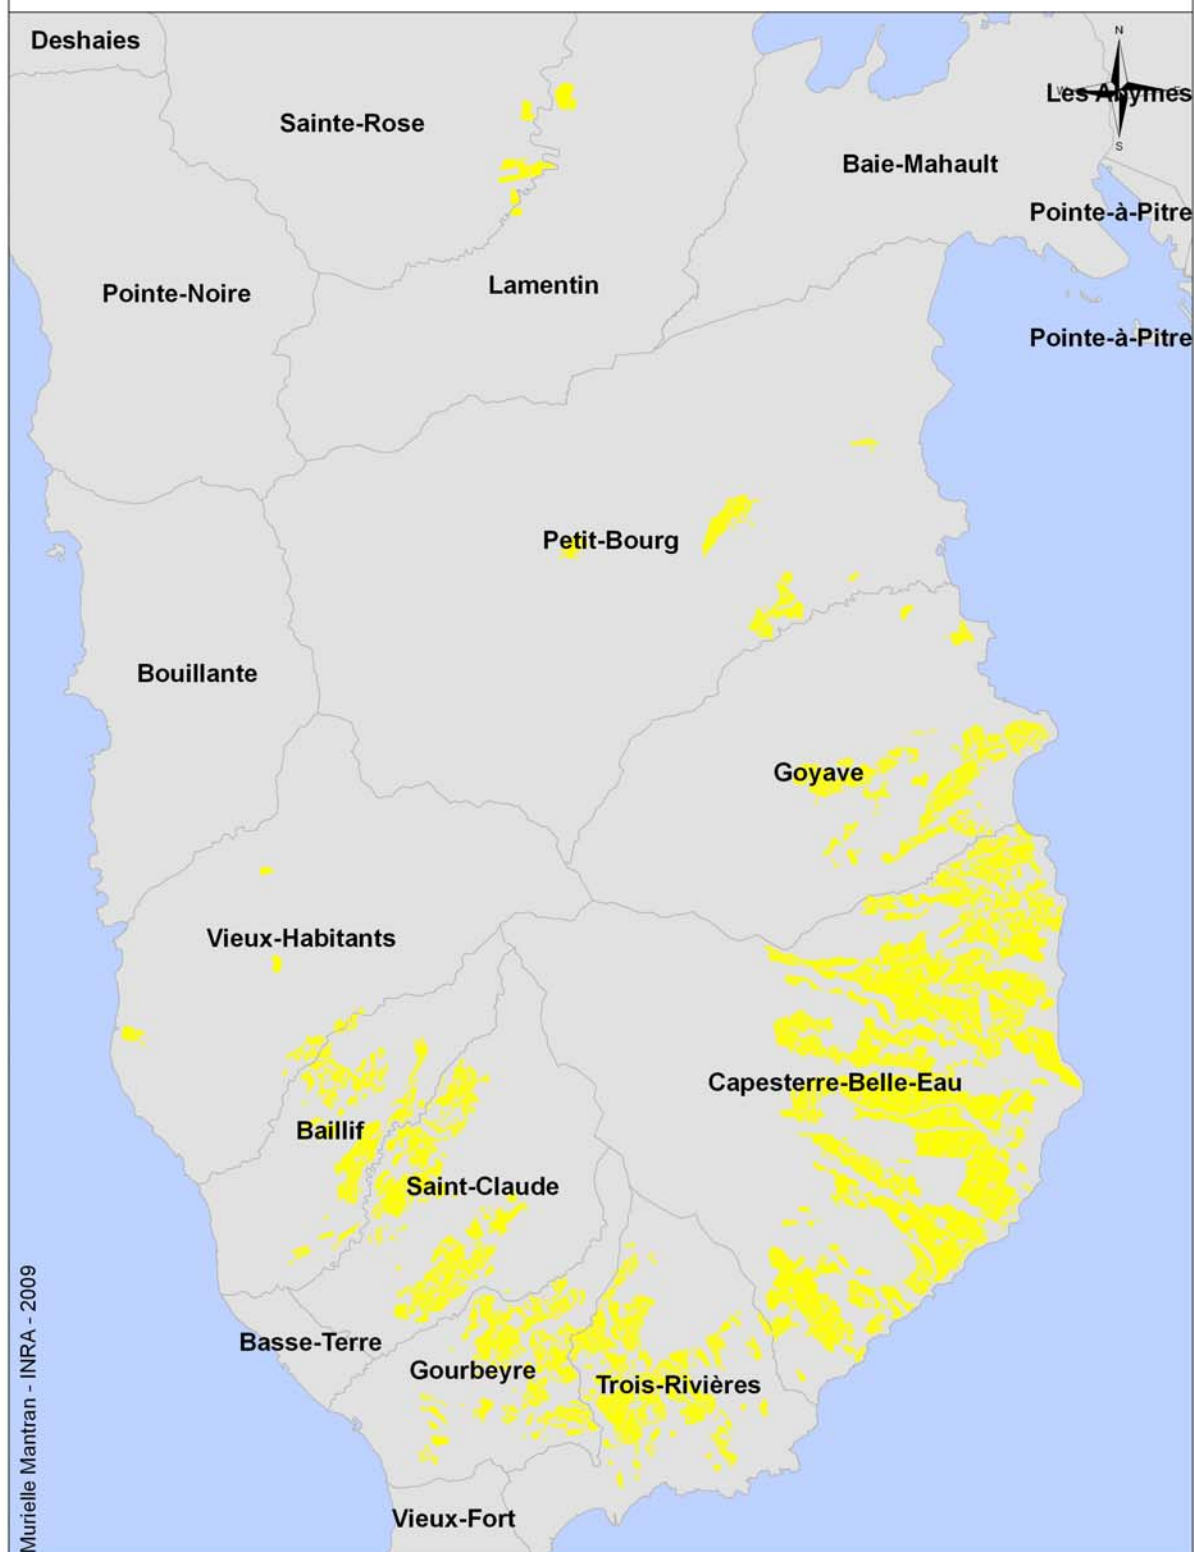 Deshaies
N
Les Abymes
W
E
S
Sainte-Rose
Baie-Mahault
Pointe-à-Pitre
Lamentin
Pointe-Noire
Pointe-à-Pitre
Petit-Bourg
Bouillante
Goyave
Vieux-Habitants
Capesterre-Belle-Eau
Baillif
Saint-Claude
Basse-Terre
Gourbeyre
Trois-Rivières
Vieux-Fort
Murielle Mantran - INRA - 2009